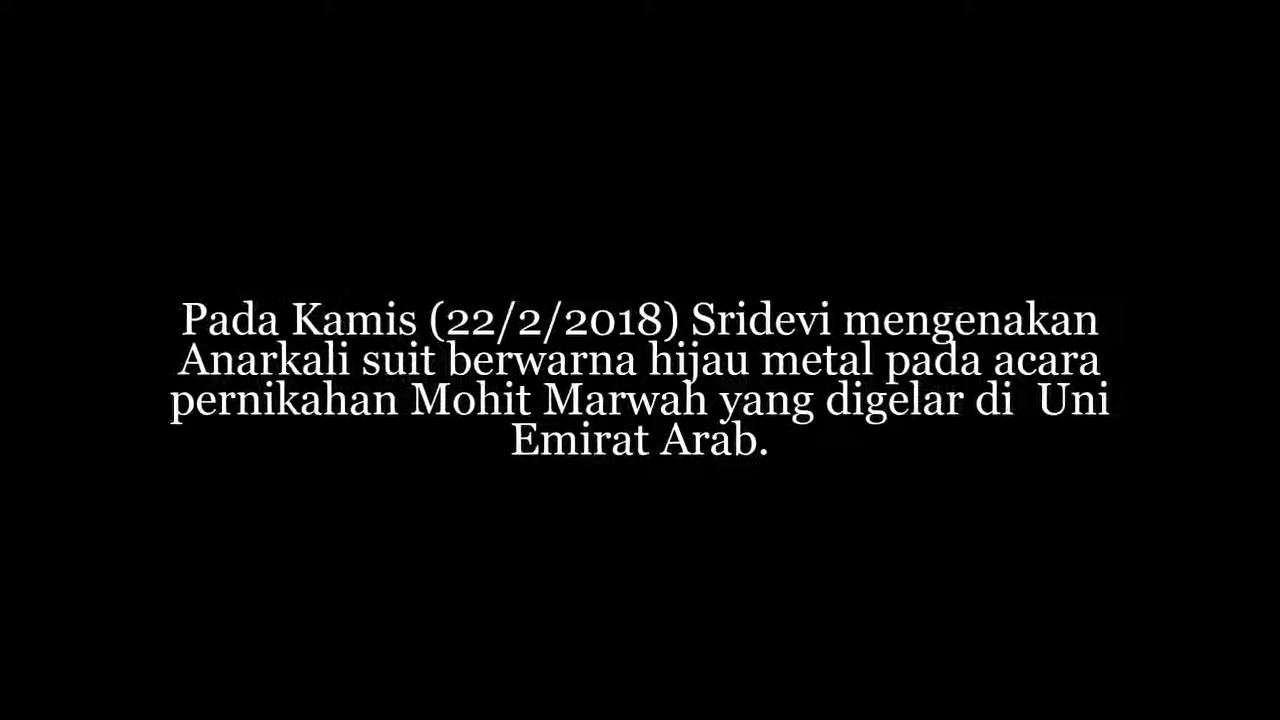 Pada Kamis (22/2/2018) Sridevi mengenakan
Anarkali suit berwarna hijau metal pada acara
pernikahan Mohit Marwah yang digelar di  Uni
Emirat Arab.